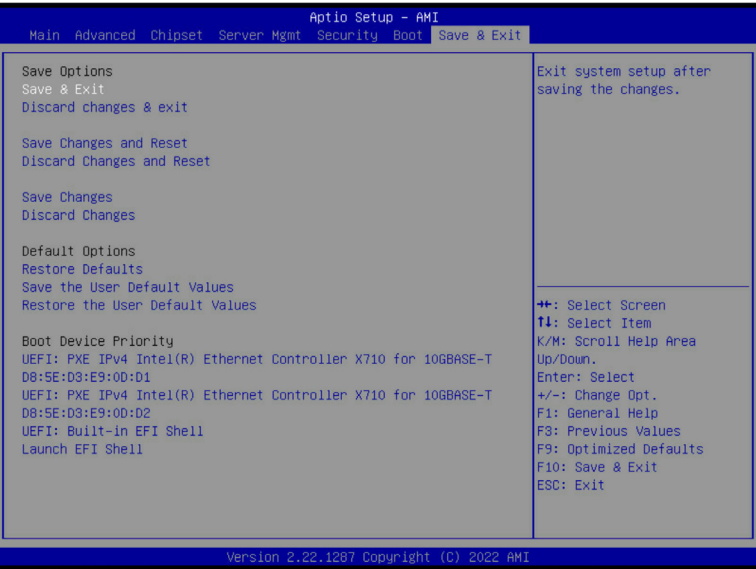 Aptio Setup – AMI
Main Advanced Chipset Server Mgmt Security Boot Save & Exit
Save Options
Save & Exit
Discard changes & exit
Save Changes and Reset
Discard Changes and Reset
Save Changes
Discard Changes
Default Options
Restore Defaults
Save the User Default Values
Restore the User Default Values
Boot Device Priority
UEFI: PXE IPv4 Intel(R) Ethernet Controller X710 for 10GBASE-T
D8:5E:D3:E9:0D:D1
UEFI: PXE IPv4 Intel(R) Ethernet Controller X710 for 10GBASE-T
D8:5E:D3:E9:0D:D2
UEFI: Built-in EFI Shell
Launch EFI Shell
Exit system setup after
saving the changes.
→←: Select Screen
↑↓: Select Item
K/M: Scroll Help Area
Up/Down.
Enter: Select
+/-: Change Opt.
F1: General Help
F3: Previous Values
F9: Optimized Defaults
F10: Save & Exit
ESC: Exit
Version 2.22.1287 Copyright (C) 2022 AMI